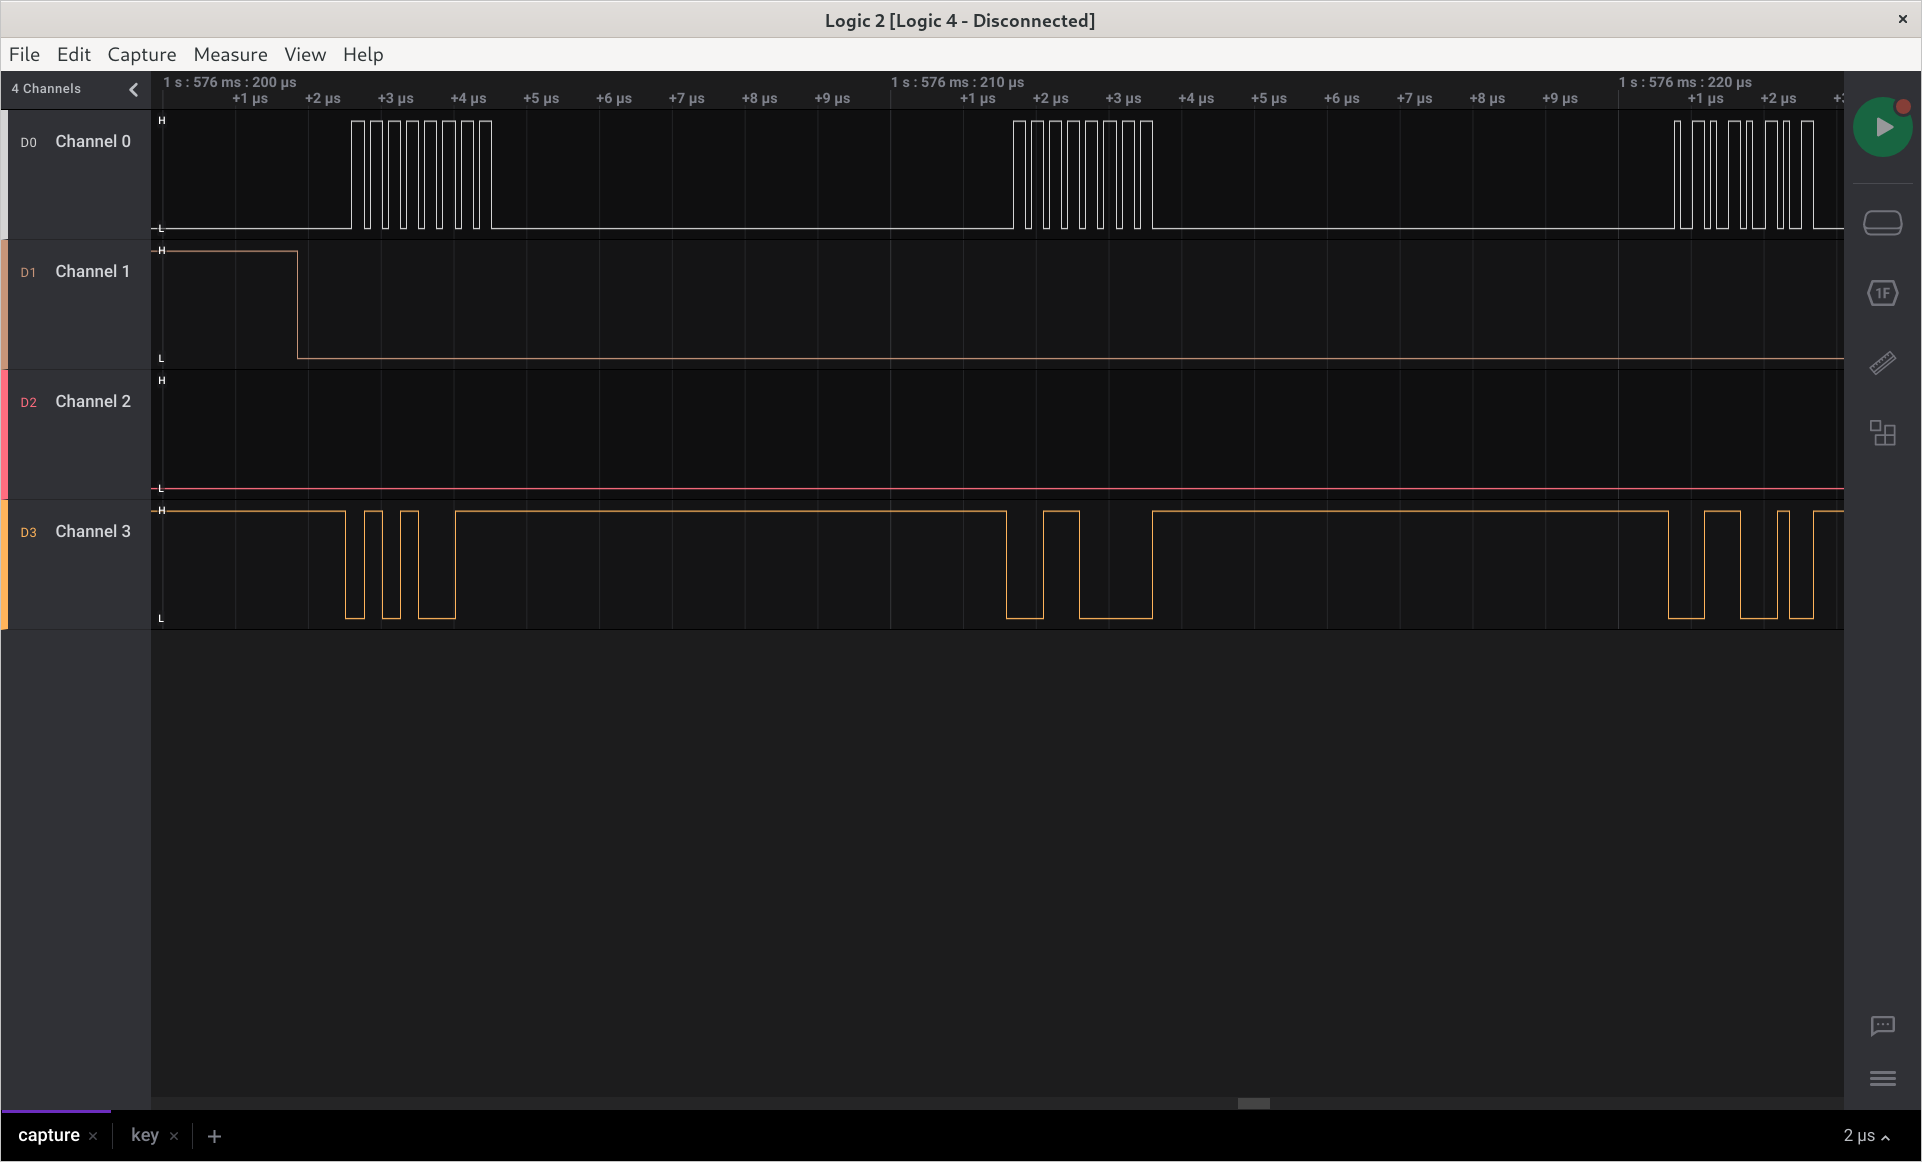 Logic 2 [Logic 4 - Disconnected]
×
File Edit Capture Measure View Help
4 Channels
1 s : 576 ms : 200 µs 1 s : 576 ms : 210 µs 1 s : 576 ms : 220 µs
+1 µs +2 µs +3 µs +4 µs +5 µs +6 µs +7 µs +8 µs +9 µs +1 µs +2 µs +3 µs +4 µs +5 µs +6 µs +7 µs +8 µs +9 µs +1 µs +2 µs
H
D0 Channel 0
L
H
D1 Channel 1
L
H
D2 Channel 2
L
H
D3 Channel 3
L
1F
capture × key × +
2 µs